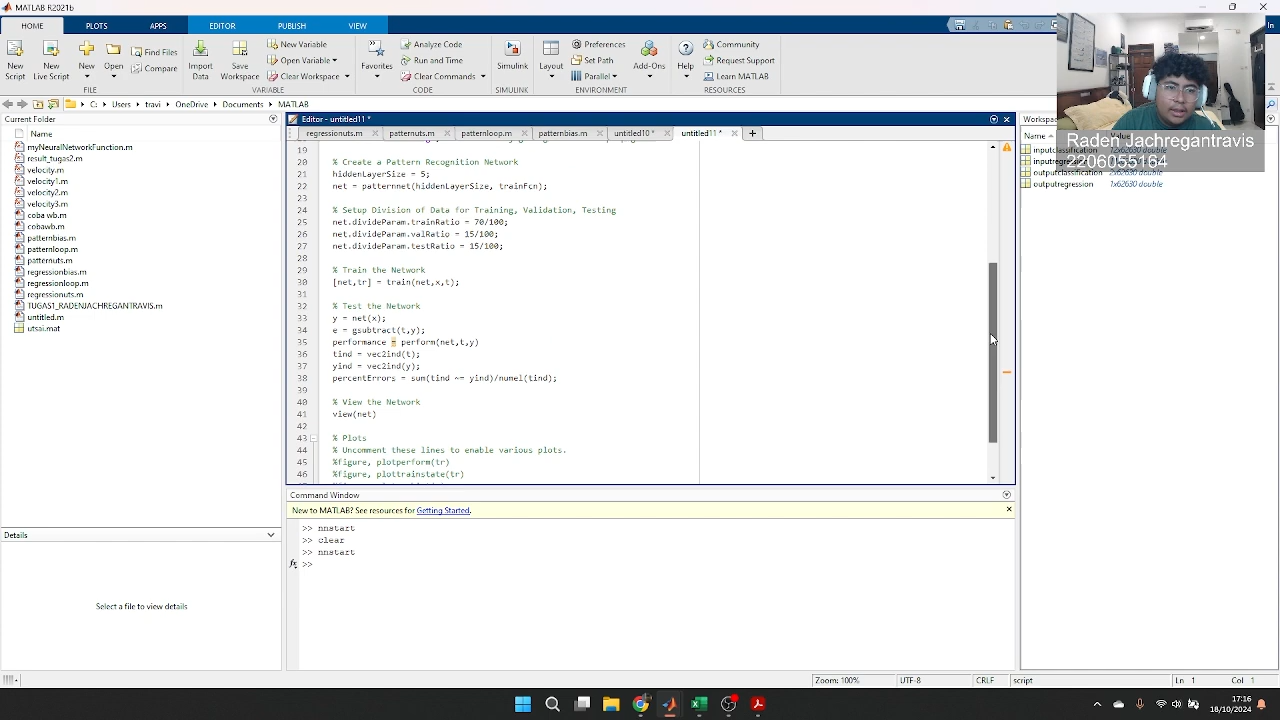 MATLAB R2021b
HOME PLOTS APPS EDITOR PUBLISH VIEW
New Script
New Live Script
New
Open
Find Files
Compare
Import Data
Save Workspace
New Variable
Open Variable
Clear Workspace
Favorites
Analyze Code
Run and Time
Clear Commands
Simulink
Layout
Preferences
Set Path
Parallel
Add-Ons
Help
Community
Request Support
Learn MATLAB
FILE VARIABLE CODE SIMULINK ENVIRONMENT RESOURCES
C: Users travi OneDrive Documents MATLAB
Raden Jachregantravis
2206055164
Current Folder
Name
myNeuralNetworkFunction.m
result_tugas2.m
velocity.m
velocity1.m
velocity2.m
velocity3.m
coba wb.m
cobawb.m
patternbias.m
patternloop.m
patternuts.m
regressionbias.m
regressionloop.m
regressionuts.m
TUGAS1_RADENJACHREGANTRAVIS.m
untitled.m
utsai.mat
Details
Select a file to view details
Editor - untitled11 *
regressionuts.m patternuts.m patternloop.m patternbias.m untitled10 * untitled11 *
19
20 % Create a Pattern Recognition Network
21 hiddenLayerSize = 5;
22 net = patternnet(hiddenLayerSize, trainFcn);
23
24 % Setup Division of Data for Training, Validation, Testing
25 net.divideParam.trainRatio = 70/100;
26 net.divideParam.valRatio = 15/100;
27 net.divideParam.testRatio = 15/100;
28
29 % Train the Network
30 [net,tr] = train(net,x,t);
31
32 % Test the Network
33 y = net(x);
34 e = gsubtract(t,y);
35 performance = perform(net,t,y)
36 tind = vec2ind(t);
37 yind = vec2ind(y);
38 percentErrors = sum(tind ~= yind)/numel(tind);
39
40 % View the Network
41 view(net)
42
43 % Plots
44 % Uncomment these lines to enable various plots.
45 %figure, plotperform(tr)
46 %figure, plottrainstate(tr)
Command Window
New to MATLAB? See resources for Getting Started.
>> nnstart
>> clear
>> nnstart
fx >>
Workspace
Name Value
inputclassification 12x62630 double
outputclassification 2x62630 double
outputregression 1x62630 double
Zoom: 100% UTF-8 CRLF script Ln 1 Col 1
17:16
18/10/2024